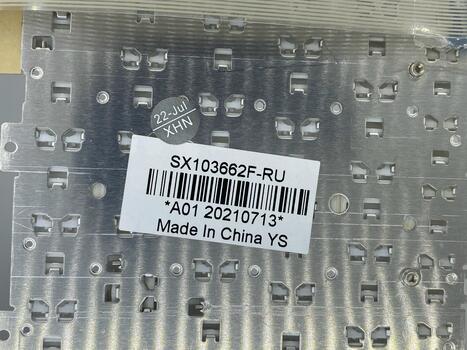 22-Jul
XHN
SX103662F-RU
*A01 20210713*
Made In China YS